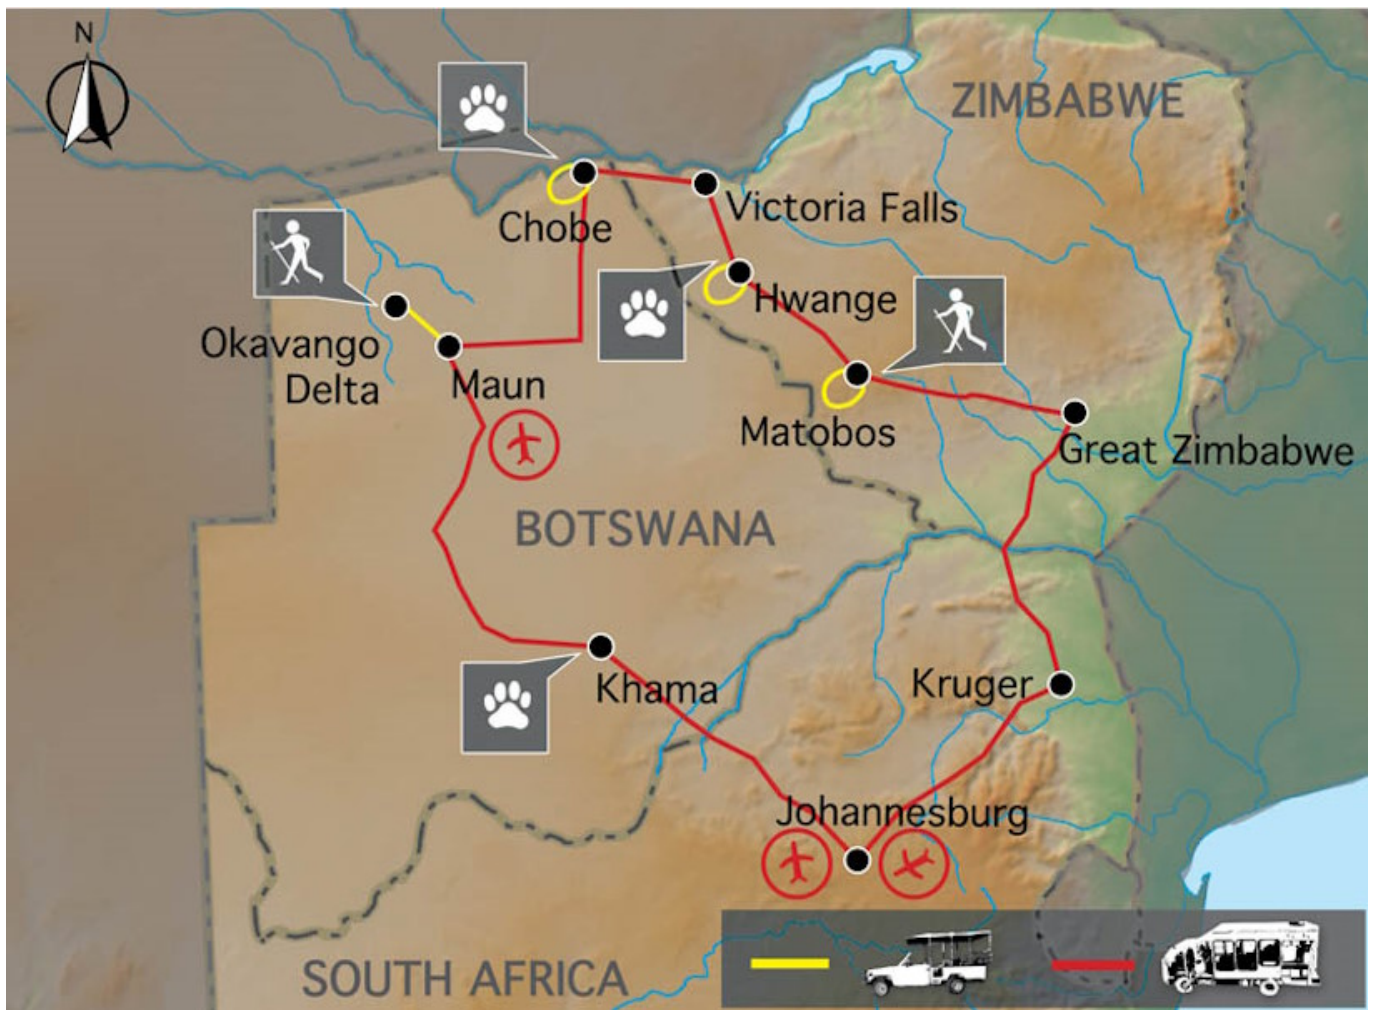 N
ZIMBABWE
Chobe
Victoria Falls
Hwange
Okavango
Delta
Maun
Matobos
Great Zimbabwe
BOTSWANA
Khama
Kruger
Johannesburg
SOUTH AFRICA